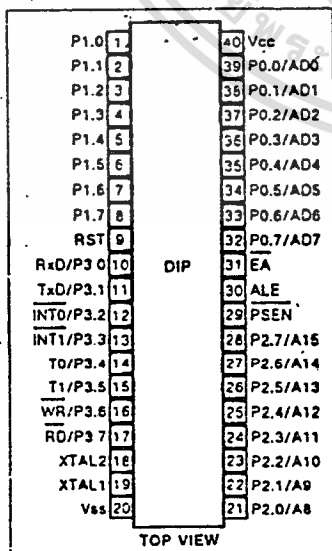 P1.0 1 40 Vcc
P1.1 2 39 P0.0/AD0
P1.2 3 38 P0.1/AD1
P1.3 4 37 P0.2/AD2
P1.4 5 36 P0.3/AD3
P1.5 6 35 P0.4/AD4
P1.6 7 34 P0.5/AD5
P1.7 8 33 P0.6/AD6
RST 9 32 P0.7/AD7
RxD/P3 0 10 DIP 31 EA
TxD/P3.1 11 30 ALE
INT0/P3.2 12 29 PSEN
INT1/P3.3 13 28 P2.7/A15
T0/P3.4 14 27 P2.6/A14
T1/P3.5 15 26 P2.5/A13
WR/P3.6 16 25 P2.4/A12
RD/P3 7 17 24 P2.3/A11
XTAL2 18 23 P2.2/A10
XTAL1 19 22 P2.1/A9
Vss 20 21 P2.0/A8
TOP VIEW